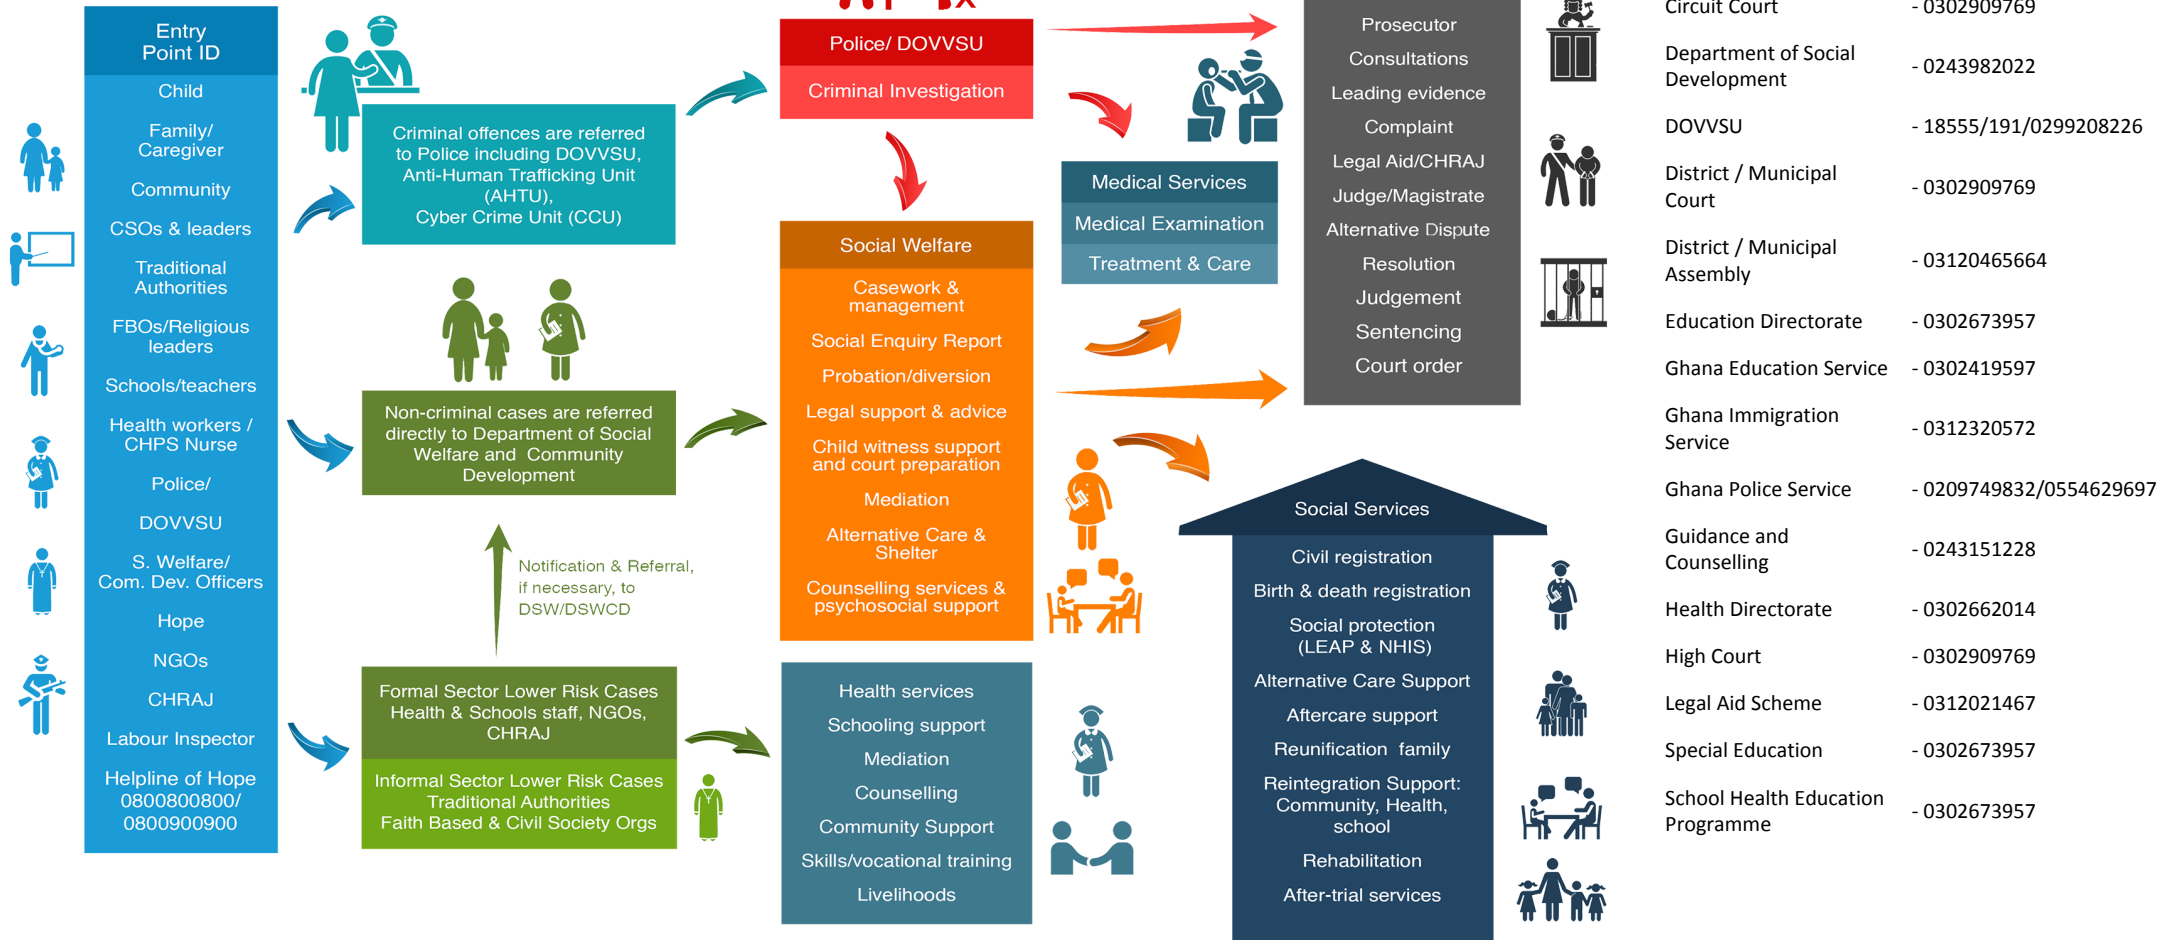 Entry
Point ID
Child
Family/
Caregiver
Community
CSOs & leaders
Traditional
Authorities
FBOs/Religious
leaders
Schools/teachers
Health workers /
CHPS Nurse
Police/
DOVVSU
S. Welfare/
Com. Dev. Officers
Hope
NGOs
CHRAJ
Labour Inspector
Helpline of Hope
0800800800/
0800900900
Criminal offences are referred
to Police including DOVVSU,
Anti-Human Trafficking Unit
(AHTU),
Cyber Crime Unit (CCU)
Non-criminal cases are referred
directly to Department of Social
Welfare and Community
Development
Notification & Referral,
if necessary, to
DSW/DSWCD
Formal Sector Lower Risk Cases
Health & Schools staff, NGOs,
CHRAJ
Informal Sector Lower Risk Cases
Traditional Authorities
Faith Based & Civil Society Orgs
Police/ DOVVSU
Criminal Investigation
Social Welfare
Casework &
management
Social Enquiry Report
Probation/diversion
Legal support & advice
Child witness support
and court preparation
Mediation
Alternative Care &
Shelter
Counselling services &
psychosocial support
Health services
Schooling support
Mediation
Counselling
Community Support
Skills/vocational training
Livelihoods
Medical Services
Medical Examination
Treatment & Care
Prosecutor
Consultations
Leading evidence
Complaint
Legal Aid/CHRAJ
Judge/Magistrate
Alternative Dispute
Resolution
Judgement
Sentencing
Court order
Social Services
Civil registration
Birth & death registration
Social protection
(LEAP & NHIS)
Alternative Care Support
Aftercare support
Reunification family
Reintegration Support:
Community, Health,
school
Rehabilitation
After-trial services
Circuit Court - 0302909769
Department of Social
Development - 0243982022
DOVVSU - 18555/191/0299208226
District / Municipal
Court - 0302909769
District / Municipal
Assembly - 03120465664
Education Directorate - 0302673957
Ghana Education Service - 0302419597
Ghana Immigration
Service - 0312320572
Ghana Police Service - 0209749832/0554629697
Guidance and
Counselling - 0243151228
Health Directorate - 0302662014
High Court - 0302909769
Legal Aid Scheme - 0312021467
Special Education - 0302673957
School Health Education
Programme - 0302673957